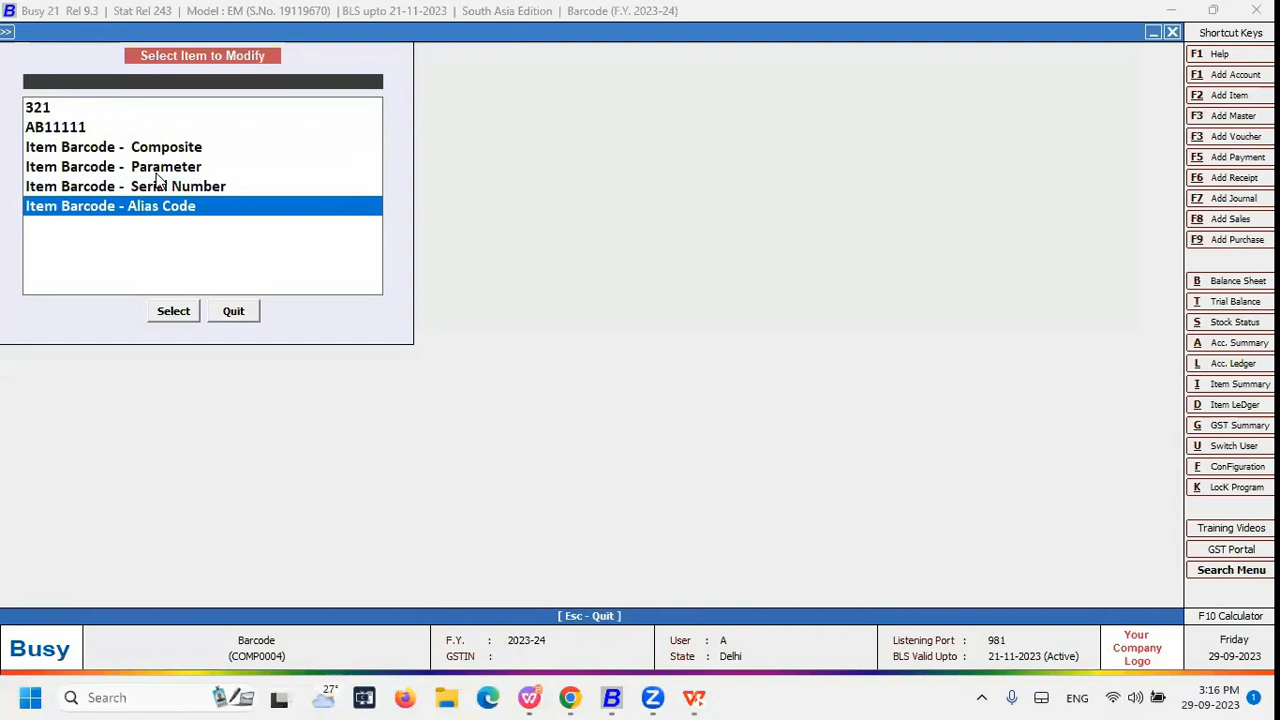 Busy 21 Rel 9.3 | Stat Rel 243 | Model : EM (S.No. 19119670) | BLS upto 21-11-2023 | South Asia Edition | Barcode (F.Y. 2023-24)
>>
Select Item to Modify
321
AB11111
Item Barcode - Composite
Item Barcode - Parameter
Item Barcode - Serial Number
Item Barcode - Alias Code
Select
Quit
Shortcut Keys
F1 Help
F1 Add Account
F2 Add Item
F3 Add Master
F3 Add Voucher
F5 Add Payment
F6 Add Receipt
F7 Add Journal
F8 Add Sales
F9 Add Purchase
B Balance Sheet
T Trial Balance
S Stock Status
A Acc. Summary
L Acc. Ledger
I Item Summary
D Item LeDger
G GST Summary
U Switch User
F ConFiguration
K LocK Program
Training Videos
GST Portal
Search Menu
[ Esc - Quit ]
F10 Calculator
Busy
Barcode
(COMP0004)
F.Y. : 2023-24
GSTIN :
User : A
State : Delhi
Listening Port : 981
BLS Valid Upto : 21-11-2023 (Active)
Your
Company
Logo
Friday
29-09-2023
Search
27°
ENG
3:16 PM
29-09-2023
1